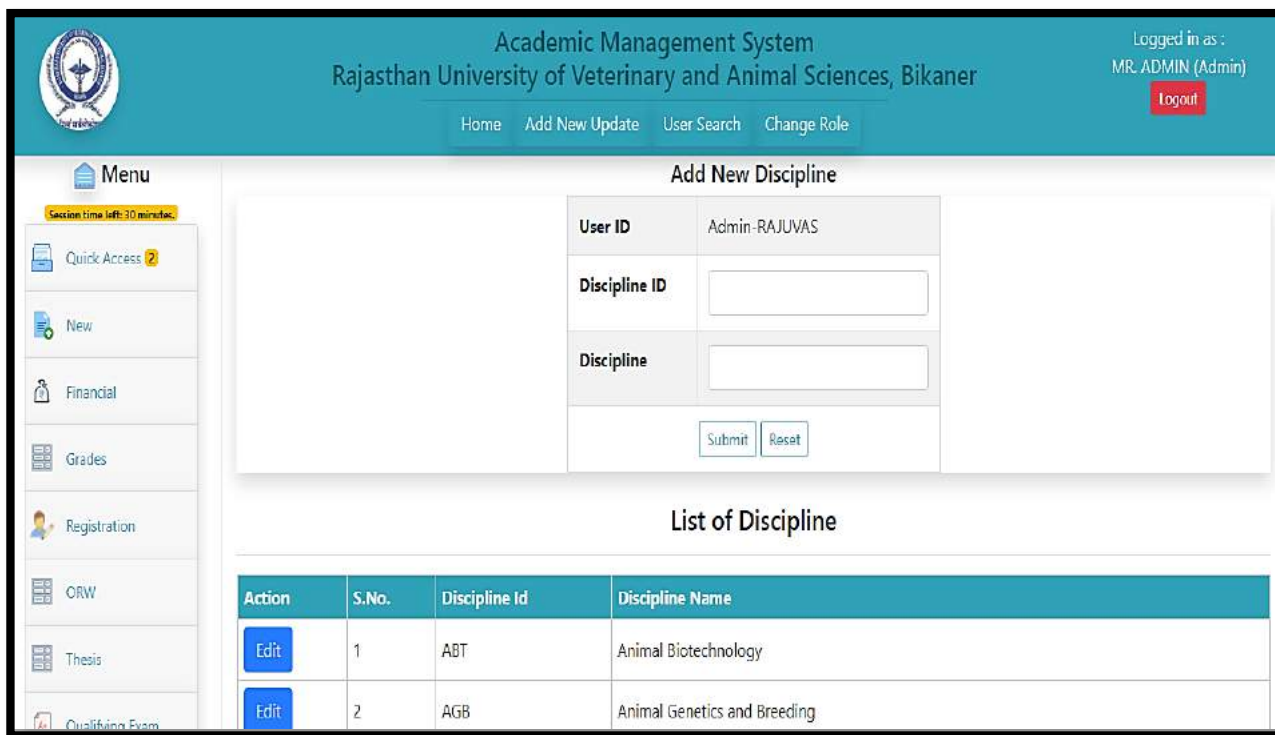 Academic Management System
Rajasthan University of Veterinary and Animal Sciences, Bikaner
Home Add New Update User Search Change Role
Logged in as :
MR. ADMIN (Admin)
Logout
Menu
Session time left: 30 minutes.
Quick Access 2
New
Financial
Grades
Registration
ORW
Thesis
Qualifying Exam
Add New Discipline
User ID Admin-RAJUVAS
Discipline ID
Discipline
Submit Reset
List of Discipline
Action S.No. Discipline Id Discipline Name
Edit 1 ABT Animal Biotechnology
Edit 2 AGB Animal Genetics and Breeding